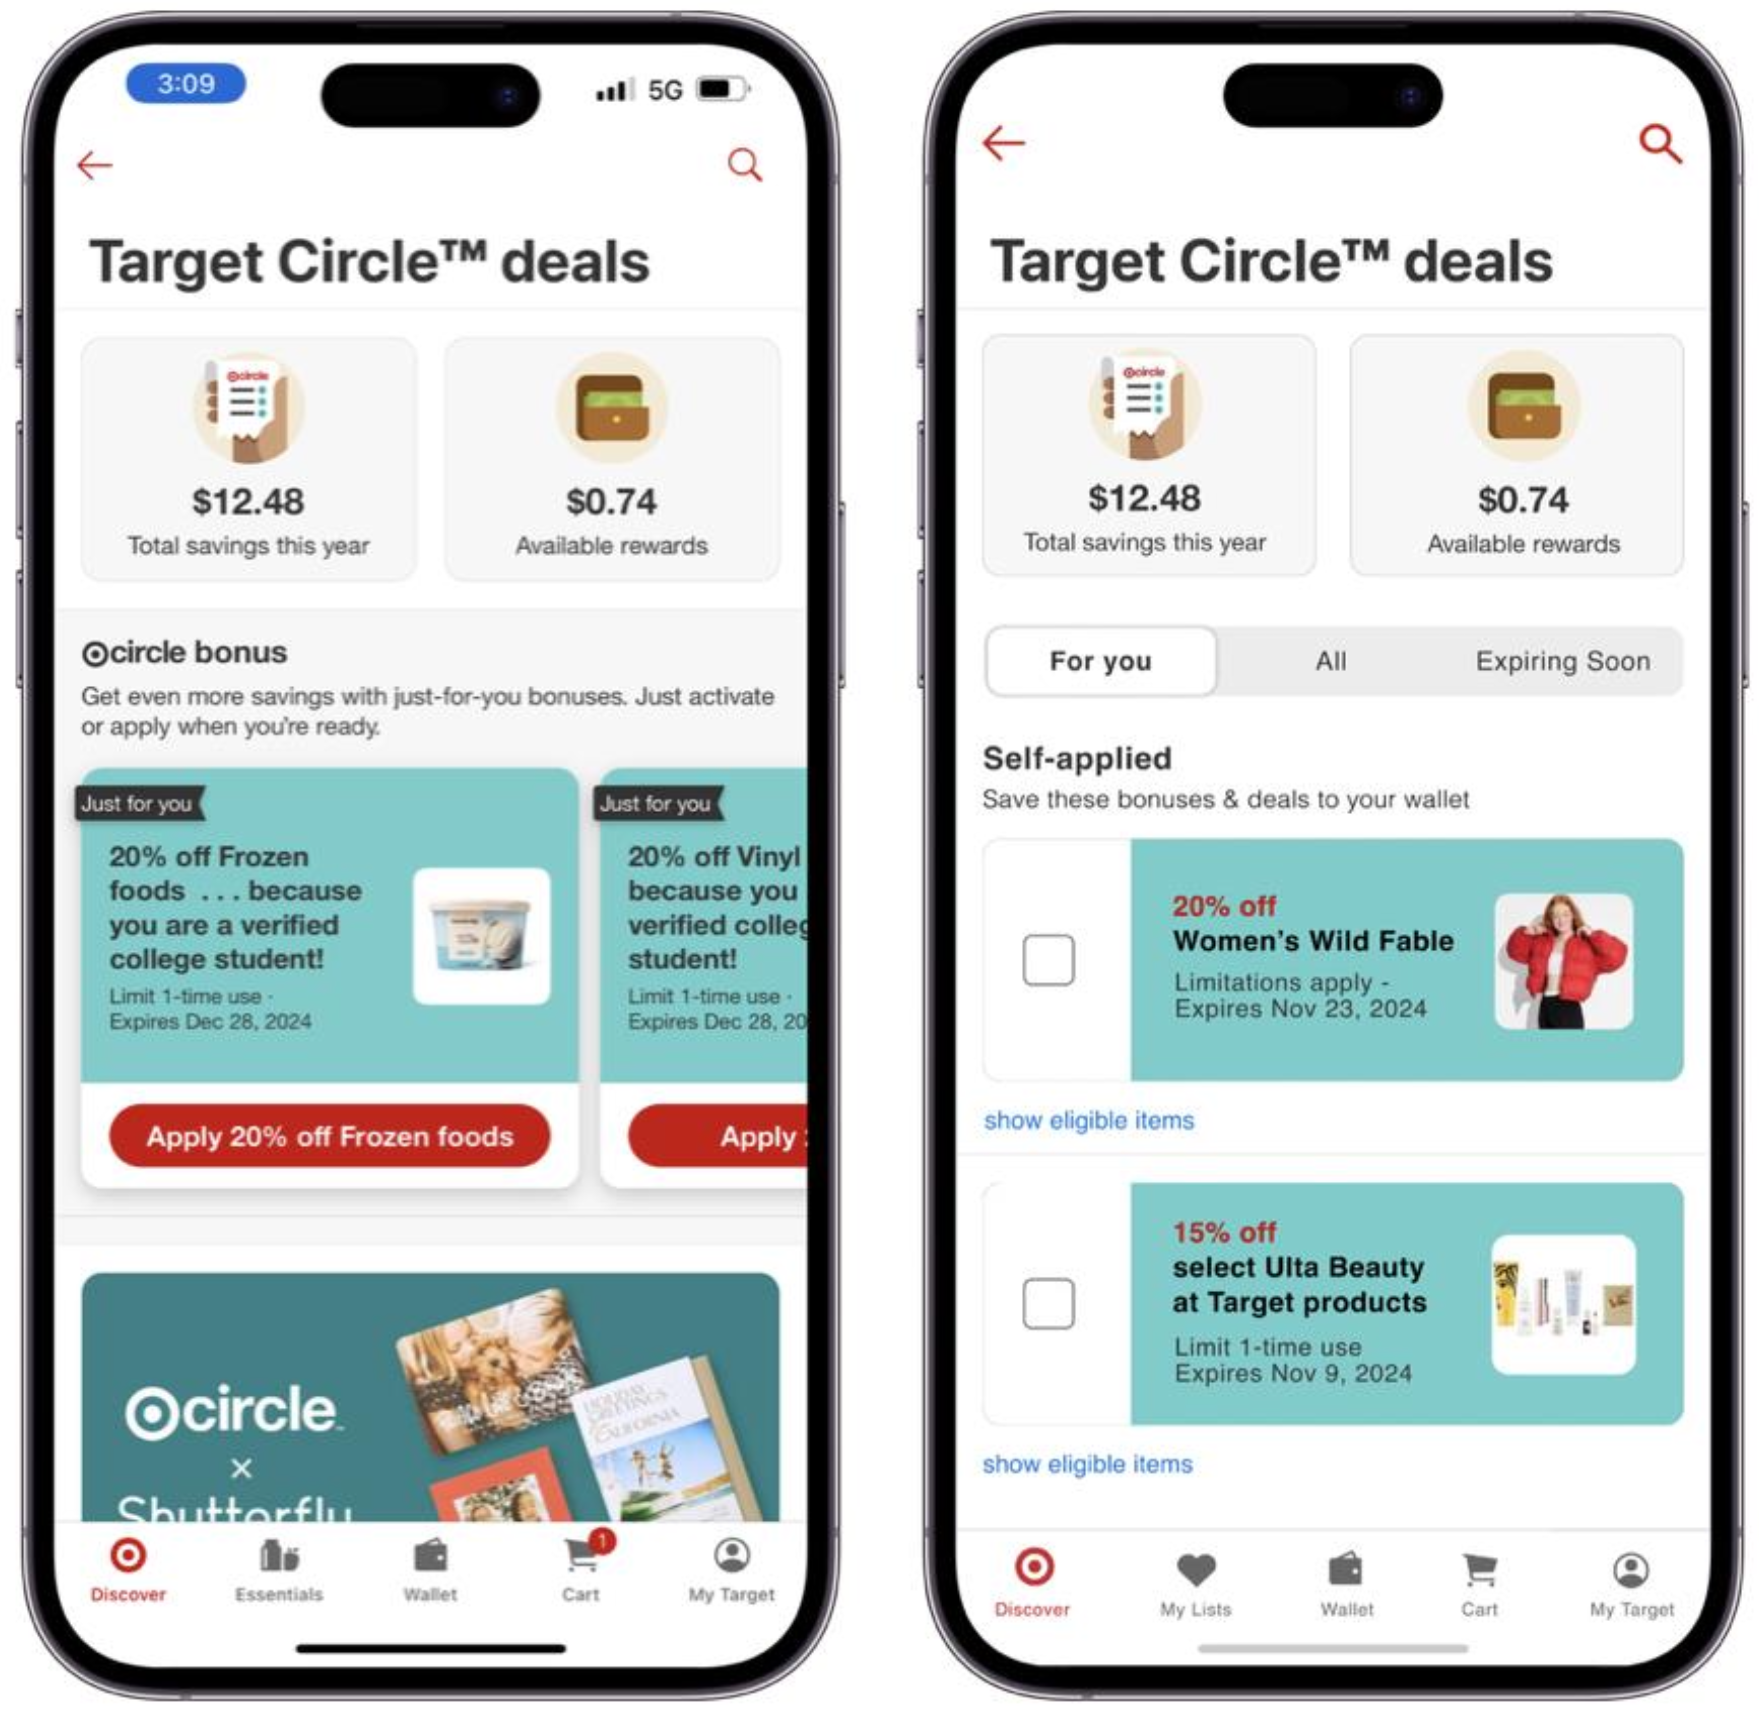 3:09
5G
Target Circle™ deals
circle
$12.48
Total savings this year
$0.74
Available rewards
circle bonus
Get even more savings with just-for-you bonuses. Just activate
or apply when you're ready.
Just for you
20% off Frozen
foods ... because
you are a verified
college student!
Limit 1-time use ·
Expires Dec 28, 2024
Apply 20% off Frozen foods
Just for you
20% off Vinyl
because you
verified colleg
student!
Limit 1-time use ·
Expires Dec 28, 20
Apply
circle
×
Shutterfly
HOLIDAY
GREETINGS
CALIFORNIA
Discover
Essentials
Wallet
1
Cart
My Target
Target Circle™ deals
circle
$12.48
Total savings this year
$0.74
Available rewards
For you
All
Expiring Soon
Self-applied
Save these bonuses & deals to your wallet
20% off
Women's Wild Fable
Limitations apply -
Expires Nov 23, 2024
show eligible items
15% off
select Ulta Beauty
at Target products
Limit 1-time use
Expires Nov 9, 2024
show eligible items
Discover
My Lists
Wallet
Cart
My Target